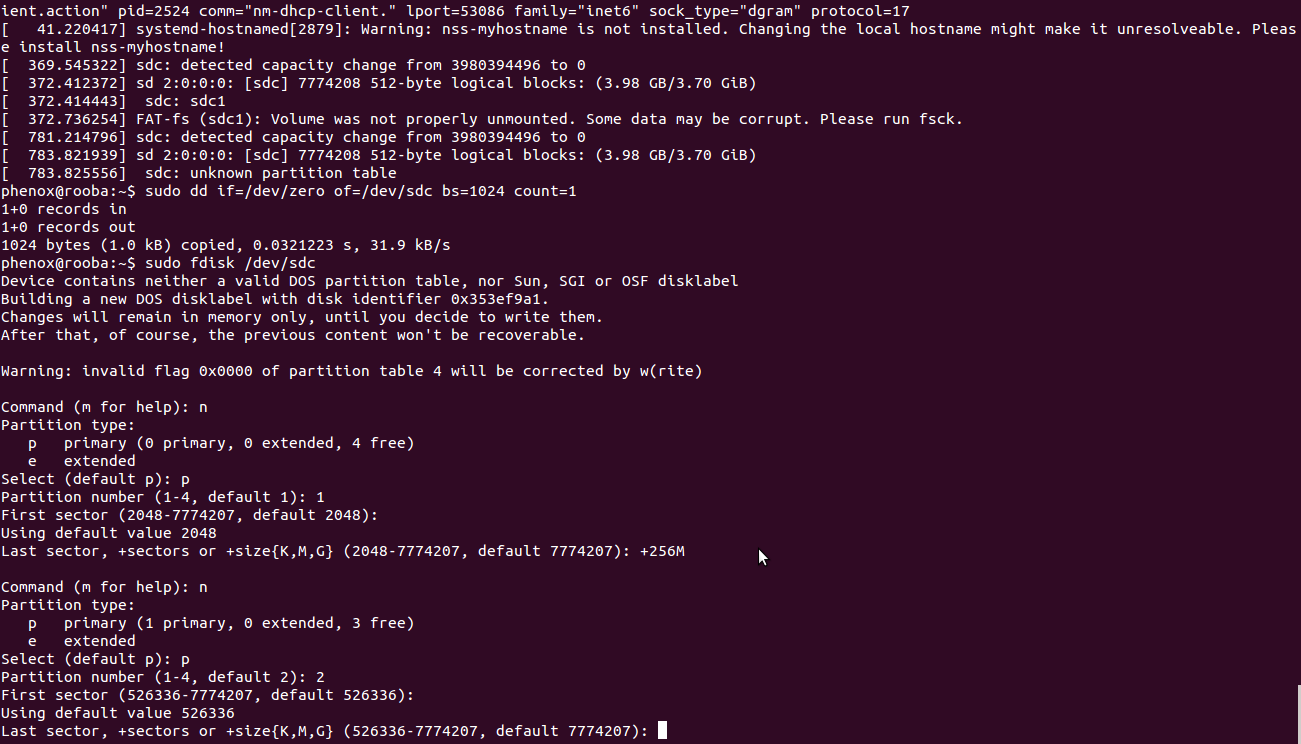 ient.action" pid=2524 comm="nm-dhcp-client." lport=53086 family="inet6" sock_type="dgram" protocol=17
[   41.220417] systemd-hostnamed[2879]: Warning: nss-myhostname is not installed. Changing the local hostname might make it unresolveable. Pleas
e install nss-myhostname!
[  369.545322] sdc: detected capacity change from 3980394496 to 0
[  372.412372] sd 2:0:0:0: [sdc] 7774208 512-byte logical blocks: (3.98 GB/3.70 GiB)
[  372.414443]  sdc: sdc1
[  372.736254] FAT-fs (sdc1): Volume was not properly unmounted. Some data may be corrupt. Please run fsck.
[  781.214796] sdc: detected capacity change from 3980394496 to 0
[  783.821939] sd 2:0:0:0: [sdc] 7774208 512-byte logical blocks: (3.98 GB/3.70 GiB)
[  783.825556]  sdc: unknown partition table
phenox@rooba:~$ sudo dd if=/dev/zero of=/dev/sdc bs=1024 count=1
1+0 records in
1+0 records out
1024 bytes (1.0 kB) copied, 0.0321223 s, 31.9 kB/s
phenox@rooba:~$ sudo fdisk /dev/sdc
Device contains neither a valid DOS partition table, nor Sun, SGI or OSF disklabel
Building a new DOS disklabel with disk identifier 0x353ef9a1.
Changes will remain in memory only, until you decide to write them.
After that, of course, the previous content won't be recoverable.

Warning: invalid flag 0x0000 of partition table 4 will be corrected by w(rite)

Command (m for help): n
Partition type:
   p   primary (0 primary, 0 extended, 4 free)
   e   extended
Select (default p): p
Partition number (1-4, default 1): 1
First sector (2048-7774207, default 2048):
Using default value 2048
Last sector, +sectors or +size{K,M,G} (2048-7774207, default 7774207): +256M

Command (m for help): n
Partition type:
   p   primary (1 primary, 0 extended, 3 free)
   e   extended
Select (default p): p
Partition number (1-4, default 2): 2
First sector (526336-7774207, default 526336):
Using default value 526336
Last sector, +sectors or +size{K,M,G} (526336-7774207, default 7774207):